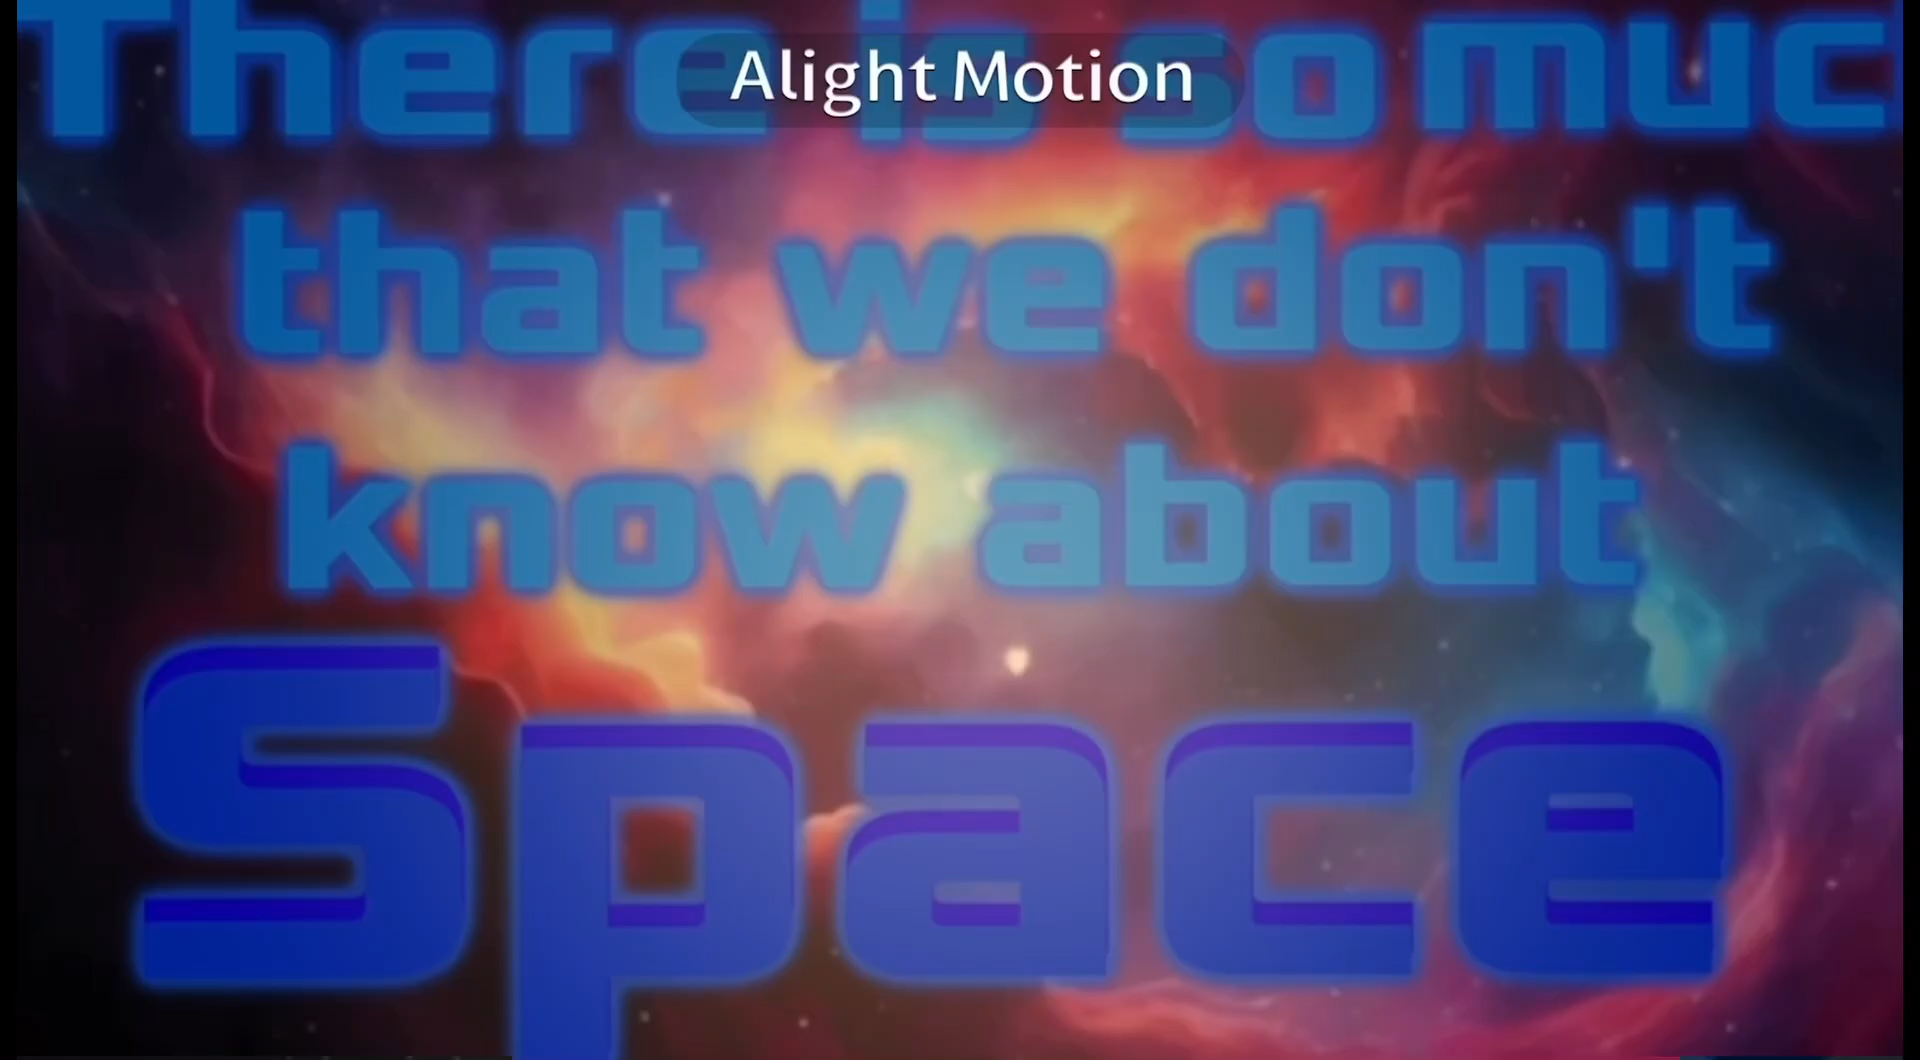 There is so muc
Alight Motion
that we don't
know about
Space